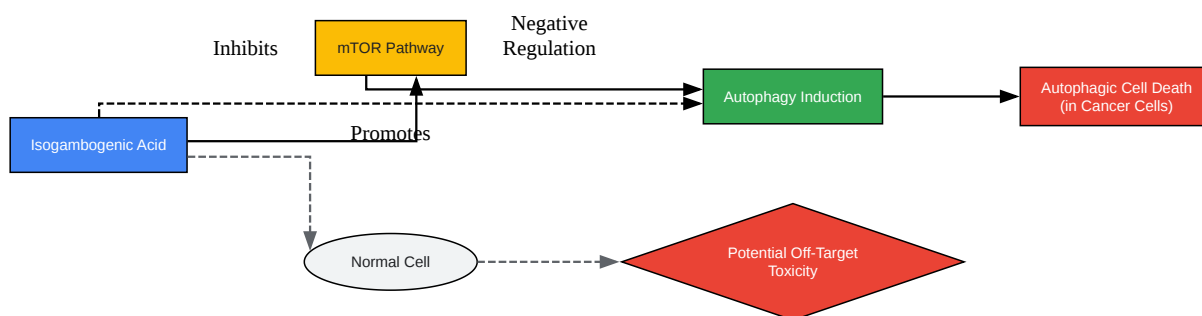 Negative
Regulation
Inhibits
mTOR Pathway
Autophagy Induction
Autophagic Cell Death
(in Cancer Cells)
Promotes
Isogambogenic Acid
Normal Cell
Potential Off-Target
Toxicity